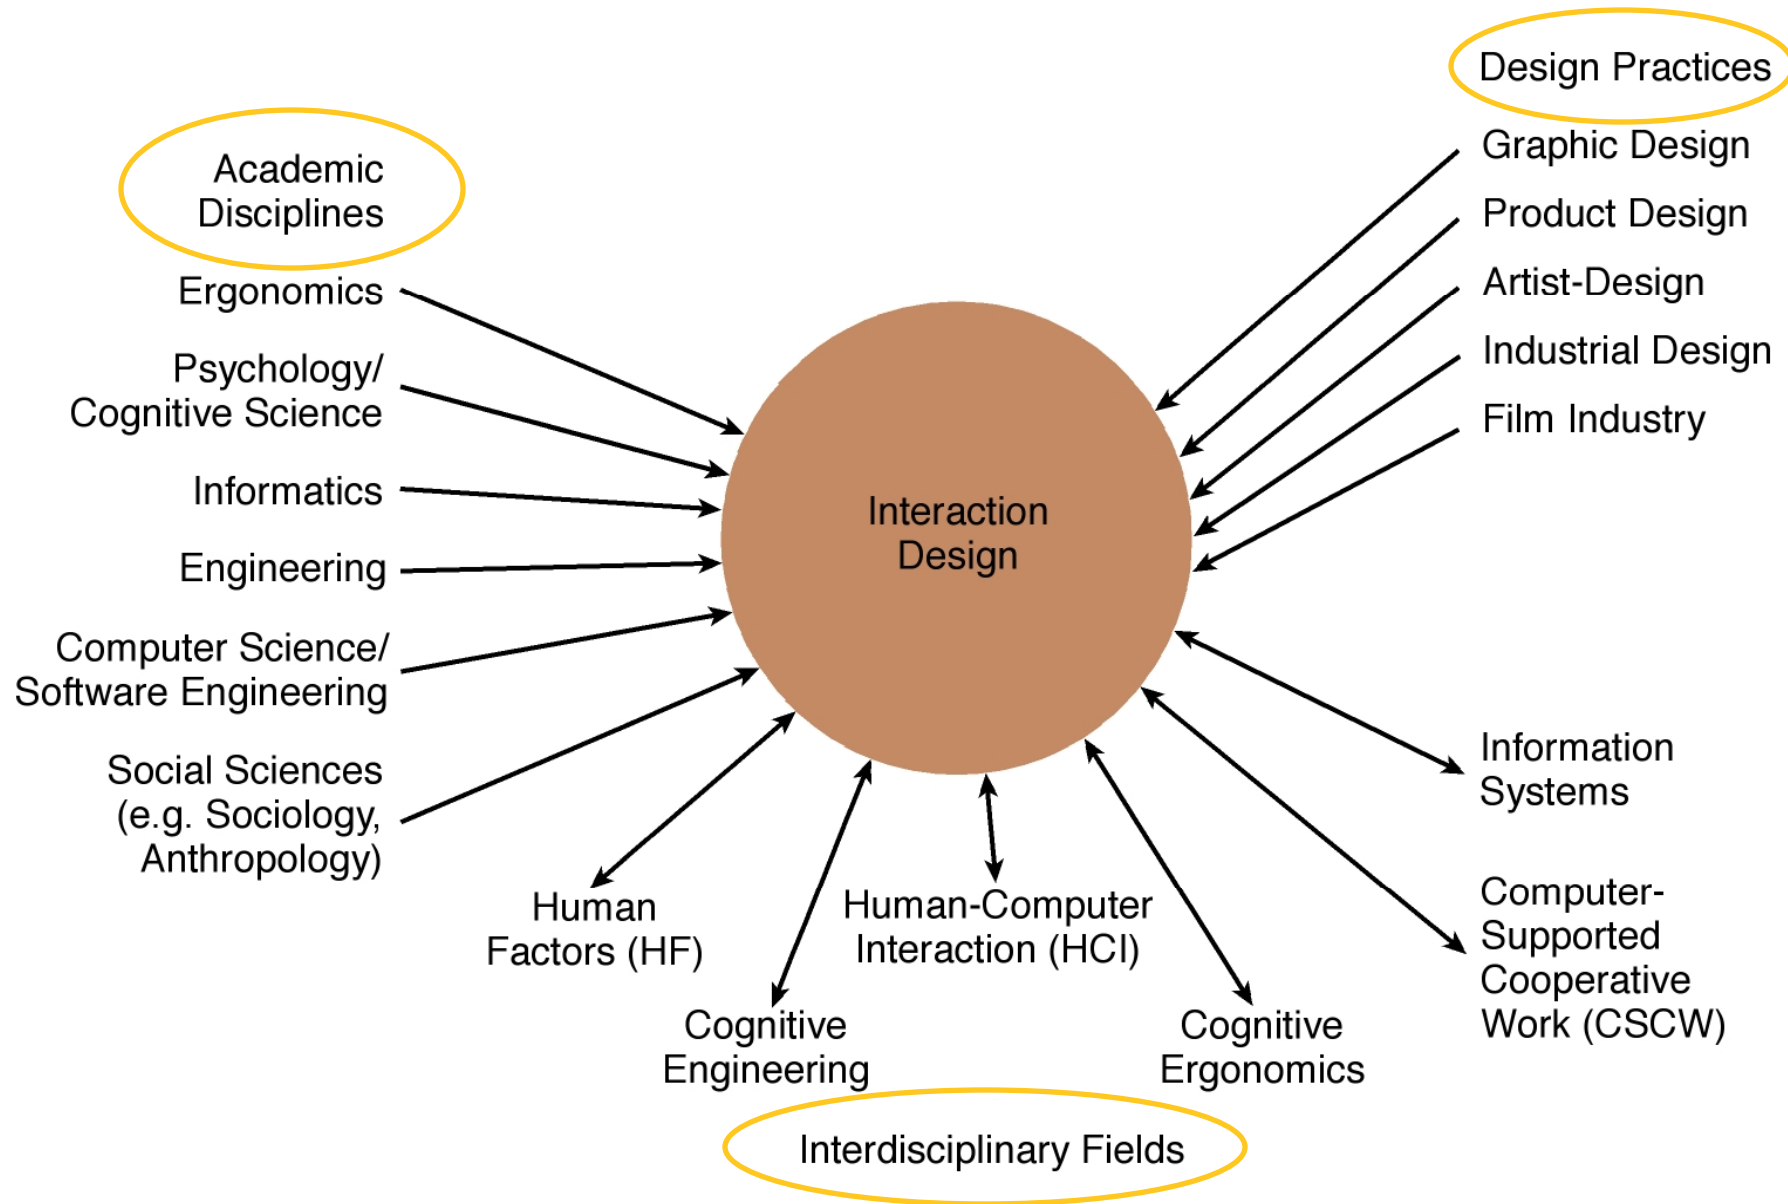 Design Practices
Graphic Design
Product Design
Artist-Design
Industrial Design
Film Industry
Academic
Disciplines
Ergonomics
Psychology/
Cognitive Science
Informatics
Engineering
Computer Science/
Software Engineering
Social Sciences
(e.g. Sociology,
Anthropology)
Interaction
Design
Information
Systems
Computer-
Supported
Cooperative
Work (CSCW)
Human
Factors (HF)
Human-Computer
Interaction (HCI)
Cognitive
Engineering
Cognitive
Ergonomics
Interdisciplinary Fields